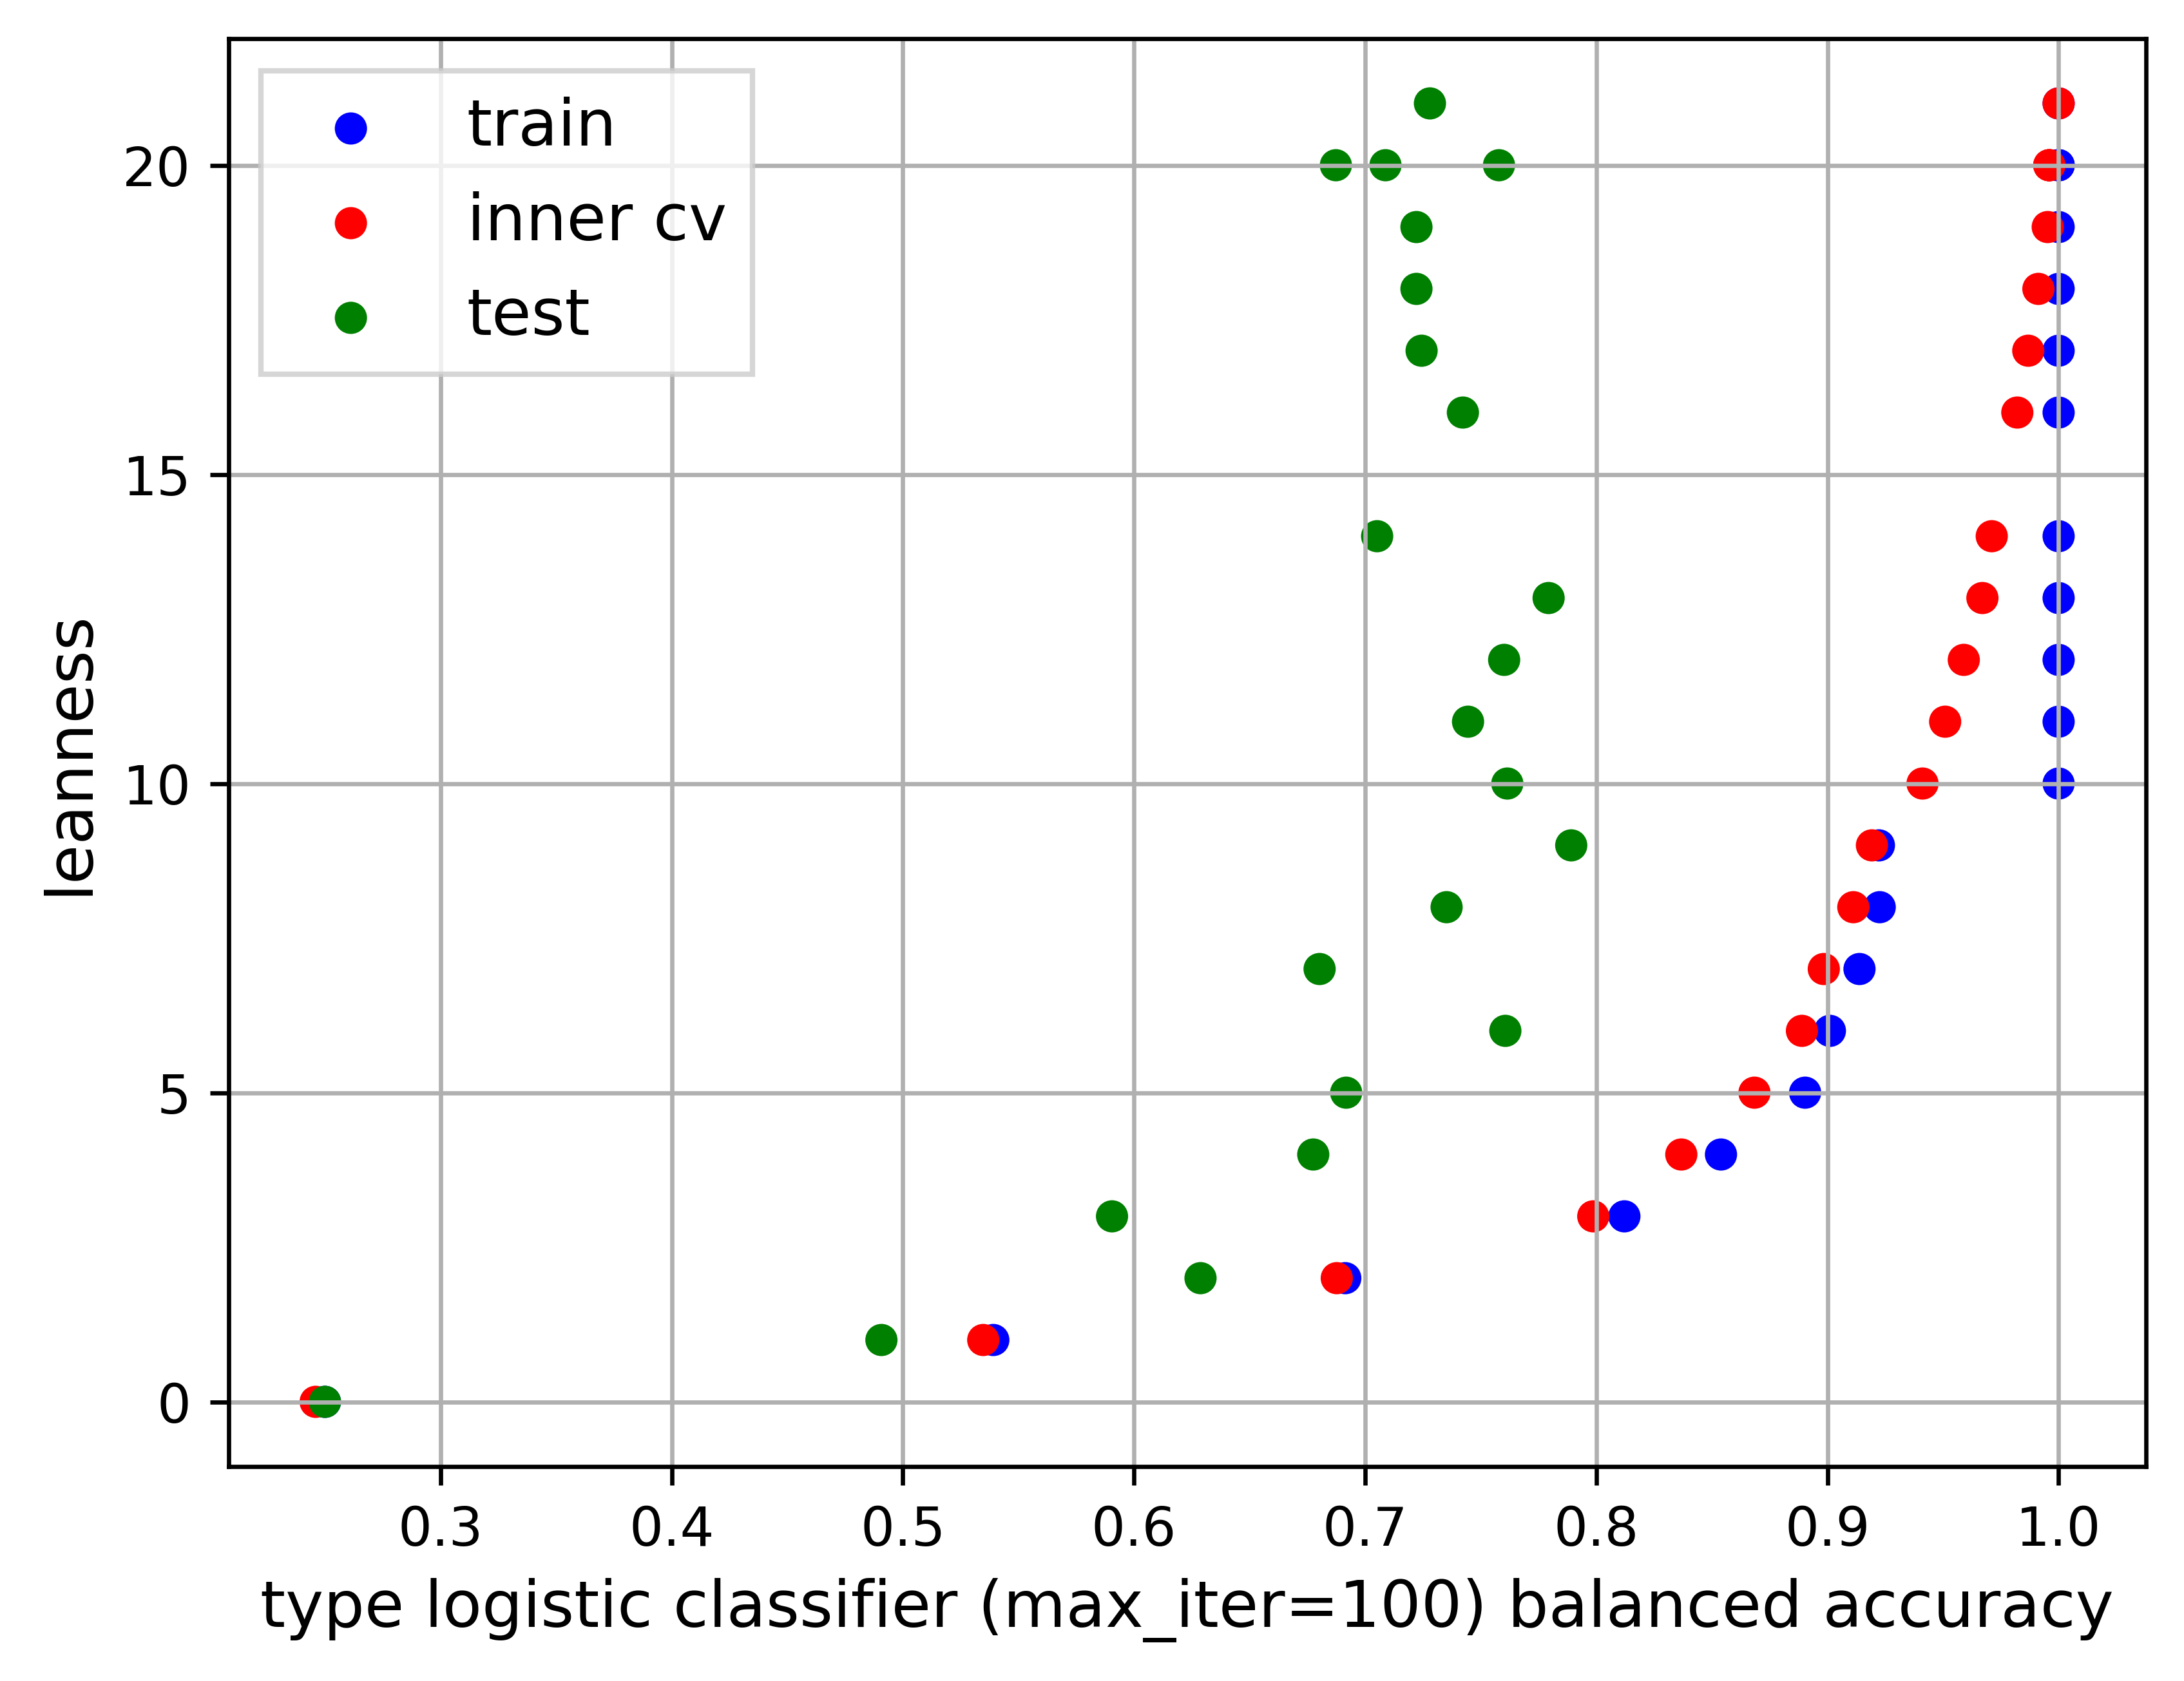 train
inner cv
test
20
15
10
5
0
leanness
0.3 0.4 0.5 0.6 0.7 0.8 0.9 1.0
type logistic classifier (max_iter=100) balanced accuracy